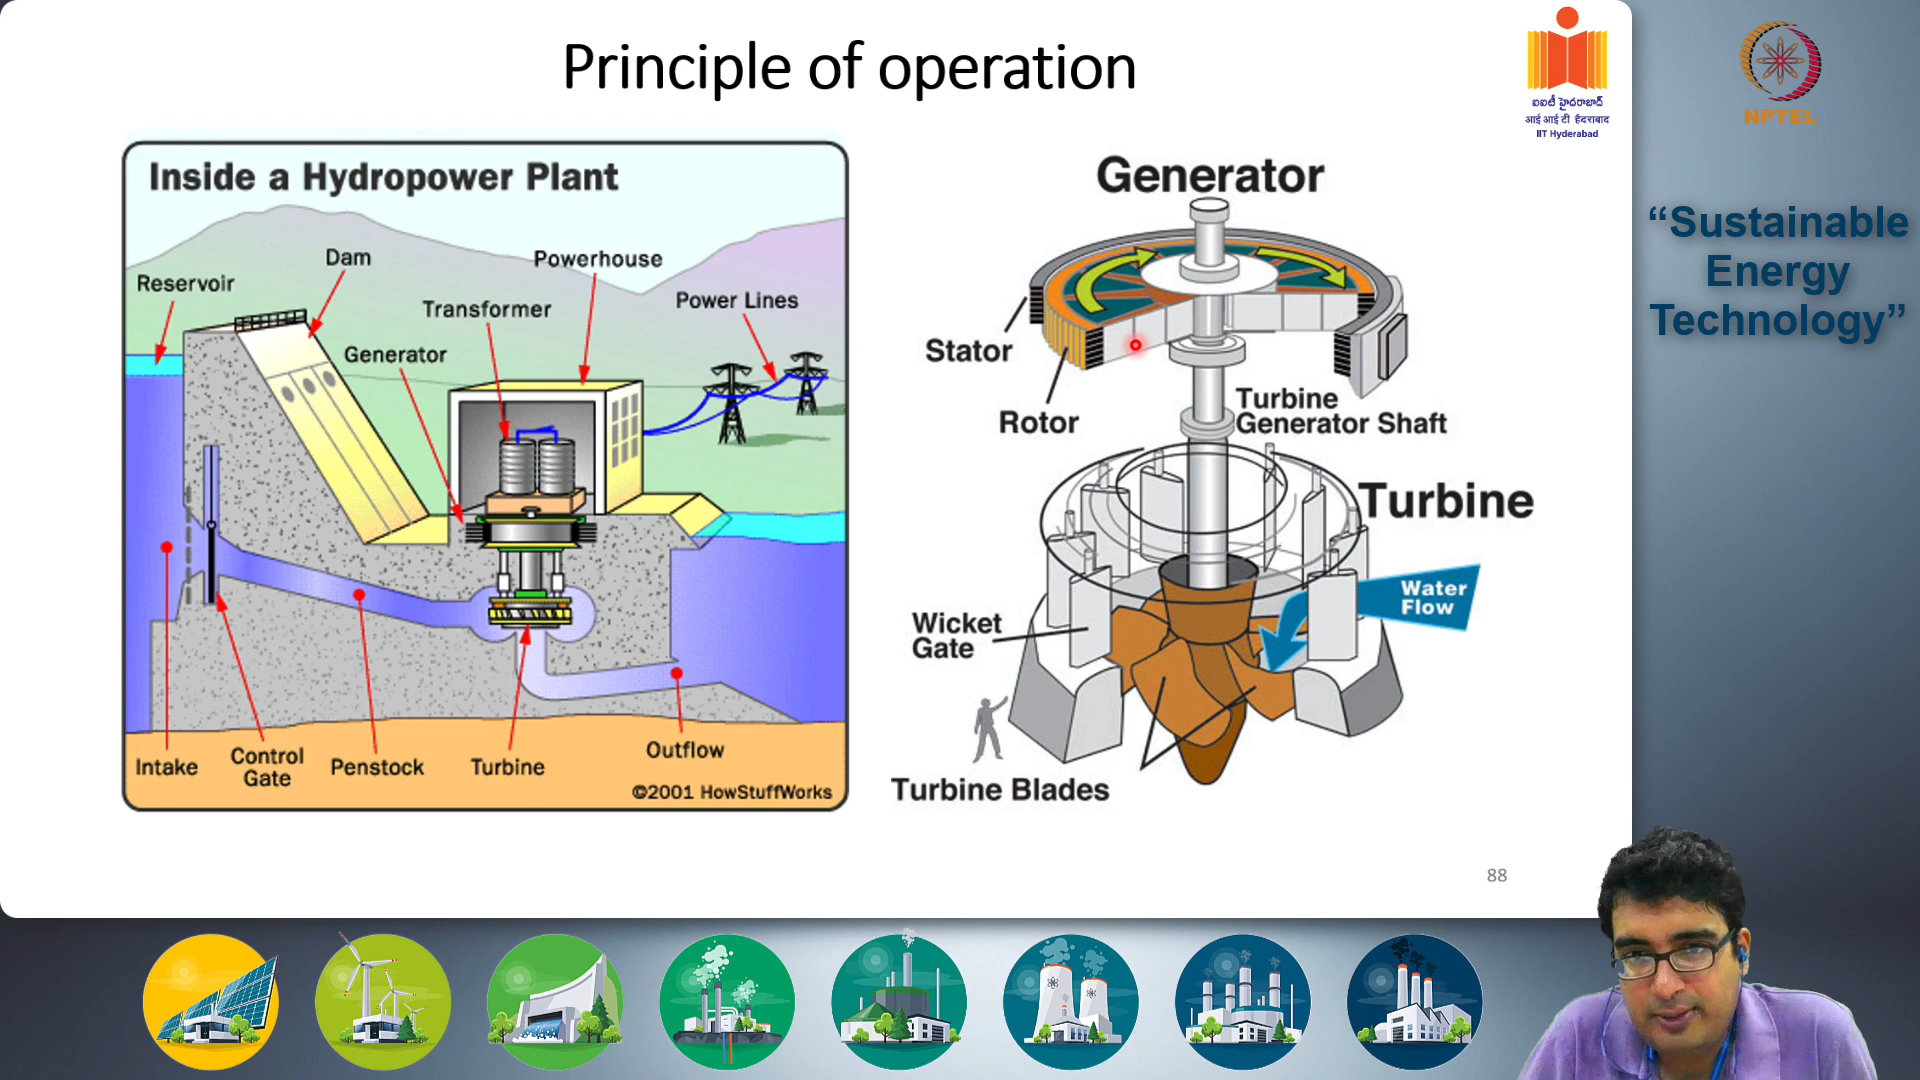 Principle of operation
ఐఐటీ హైదరాబాద్
आई आई टी हैदराबाद
IIT Hyderabad
NPTEL
“Sustainable
Energy
Technology”
Inside a Hydropower Plant
Reservoir
Dam
Powerhouse
Transformer
Power Lines
Generator
Intake
Control
Gate
Penstock
Turbine
Outflow
©2001 HowStuffWorks
Generator
Stator
Rotor
Turbine
Generator Shaft
Turbine
Water
Flow
Wicket
Gate
Turbine Blades
88